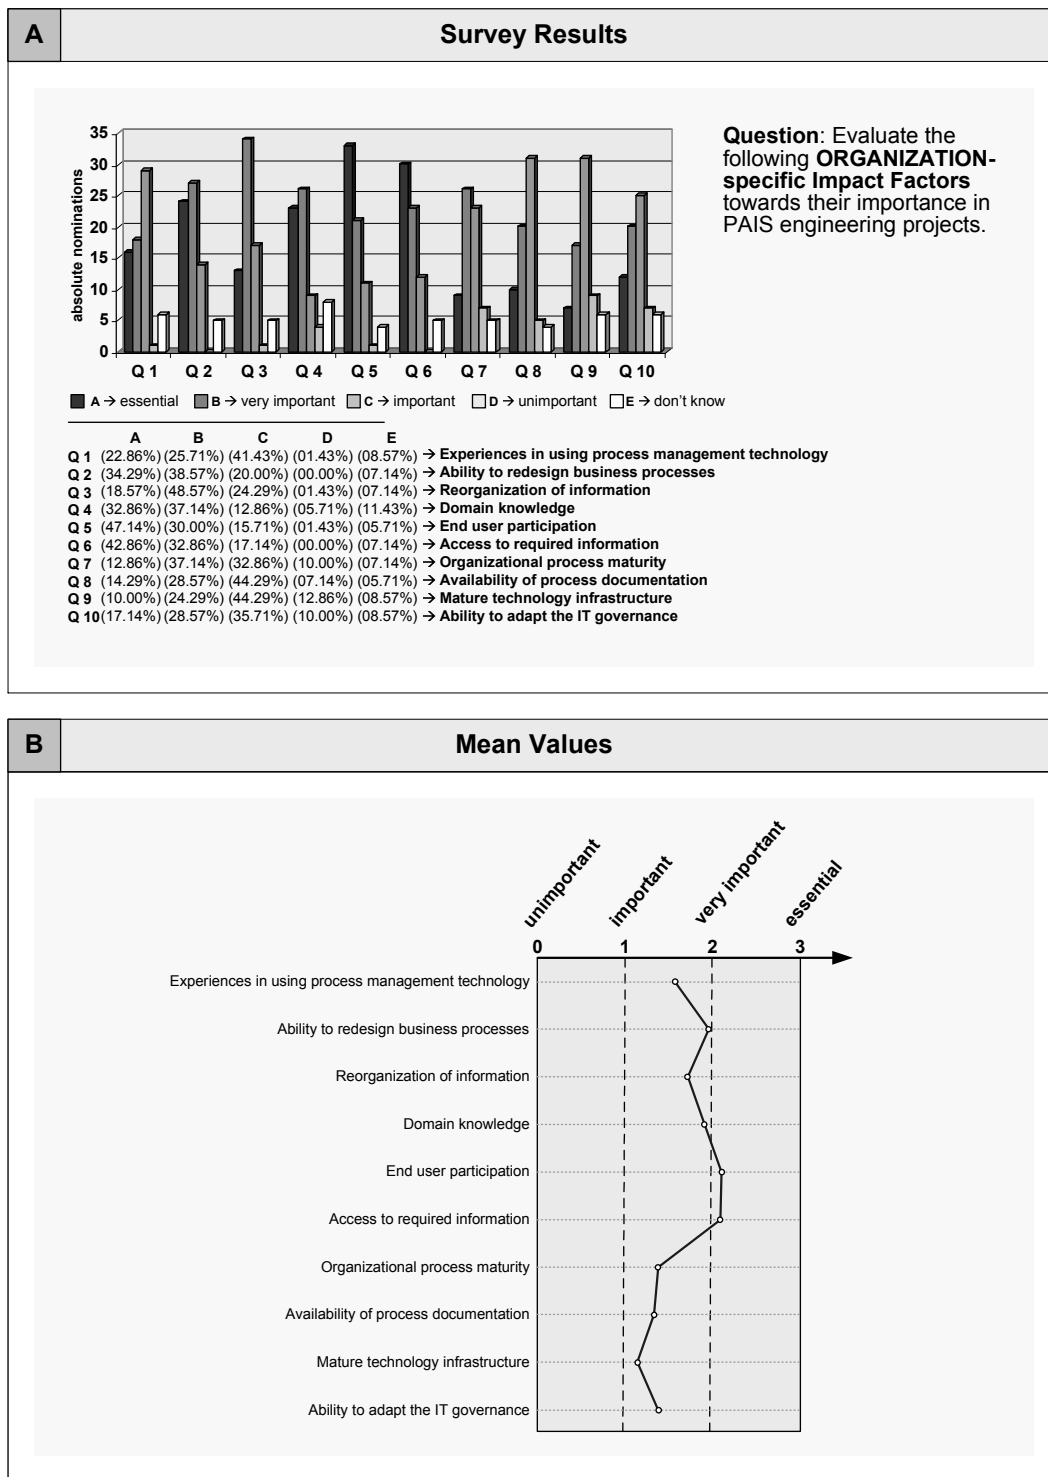 A
Survey Results
35
30
25
20
15
10
5
0
absolute nominations
Q 1 Q 2 Q 3 Q 4 Q 5 Q 6 Q 7 Q 8 Q 9 Q 10
Question: Evaluate the
following ORGANIZATION-
specific Impact Factors
towards their importance in
PAIS engineering projects.
A → essential B → very important C → important D → unimportant E → don't know
A B C D E
Q 1 (22.86%) (25.71%) (41.43%) (01.43%) (08.57%) → Experiences in using process management technology
Q 2 (34.29%) (38.57%) (20.00%) (00.00%) (07.14%) → Ability to redesign business processes
Q 3 (18.57%) (48.57%) (24.29%) (01.43%) (07.14%) → Reorganization of information
Q 4 (32.86%) (37.14%) (12.86%) (05.71%) (11.43%) → Domain knowledge
Q 5 (47.14%) (30.00%) (15.71%) (01.43%) (05.71%) → End user participation
Q 6 (42.86%) (32.86%) (17.14%) (00.00%) (07.14%) → Access to required information
Q 7 (12.86%) (37.14%) (32.86%) (10.00%) (07.14%) → Organizational process maturity
Q 8 (14.29%) (28.57%) (44.29%) (07.14%) (05.71%) → Availability of process documentation
Q 9 (10.00%) (24.29%) (44.29%) (12.86%) (08.57%) → Mature technology infrastructure
Q 10 (17.14%) (28.57%) (35.71%) (10.00%) (08.57%) → Ability to adapt the IT governance
B
Mean Values
unimportant important very important essential
0 1 2 3
Experiences in using process management technology
Ability to redesign business processes
Reorganization of information
Domain knowledge
End user participation
Access to required information
Organizational process maturity
Availability of process documentation
Mature technology infrastructure
Ability to adapt the IT governance